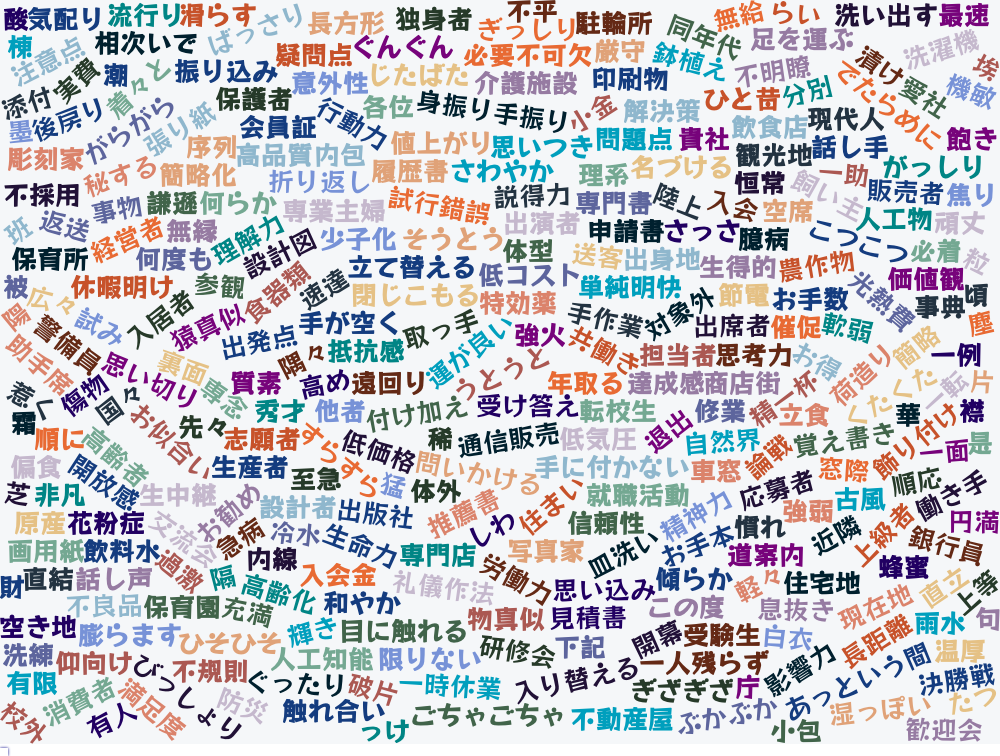 酸 気配り 流行り 滑らす ばっさり 長方形 独身者 ぎっしり 不平 駐輪所 同年代 無給 らい 洗い出す 最速
棟 注意点 相次いで 疑問点 ぐんぐん 必要不可欠 厳守 鉢植え 足を運ぶ 漬け 洗濯機 埃
添付 実費 潮 着々と 振り込み 意外性 じたばた 介護施設 印刷物 不明瞭 でたらめに 愛社 機敏
墨 後戻り がらがら 張り紙 保護者 行動力 各位 身振り手振り 小金 解決策 ひと昔 分別 現代人 飽き
彫刻家 秘する 序列 会員証 高品質 内包 値上がり 思いつき 問題点 貴社 飲食店 観光地 話し手 がっしり
不採用 簡略化 折り返し 履歴書 さわやか 理系 名づける 恒常 飼い主 一助 販売者 焦り
班 返送 事物 謙遜 何らか 専業主婦 試行錯誤 説得力 出演者 専門書 陸上 入会 空席 人工物 頑丈
保育所 経営者 無縁 何度も 理解力 設計図 少子化 そうとう 体型 申請書 さっさ 臆病 こつこつ 必着 粒
被 広々 休暇明け 参観 食器類 速達 立て替える 閉じこもる 低コスト 特効薬 送客 出身地 単純明快 生得的 農作物 節電 お手数 光熱費 価値観 事典 頃
陽 警備員 試み 入居者 猿真似 出発点 手が空く 取っ手 運が良い 強火 手作業 対象外 出席者 催促 軟弱 塵
助手席 思い切り 裏面 専念 質素 隅々 抵抗感 高め 遠回り うとうと 共働き 年取る 担当者 思考力 達成感 商店街 お得 荷造り 簡略 一例
惹く 傷物 国々 お似合い 先々 秀才 他者 付け加え 受け答え 転校生 退出 修業 精一杯 立食 くたくた 一転 片
霜 順に 高齢者 志願者 すらすら 低価格 稀 通信販売 低気圧 自然界 論戦 覚え書き 華 飾り付け 襟 一面 是
偏食 開放感 生産者 至急 猛 問いかける 手に付かない 車窓 窓際 順応
芝 非凡 生中継 お勧め 設計者 出版社 体外 推薦書 しわ 住まい 就職活動 精神力 応募者 強弱 古風 働き手
原産 花粉症 交流会 急病 冷水 生命力 専門店 写真家 信頼性 お手本 慣れ 近隣 上級者 円満
画用紙 飲料水 過激 内線 入会金 礼儀作法 労働力 皿洗い 道案内 銀行員 蜂蜜
財 直結 話し声 隔 高齢化 和やか 思い込み 傾らか 軽々 住宅地 直立 上等
不良品 保育園 充満 輝き 目に触れる 物真似 見積書 この度 息抜き 現在地 雨水 句
空き地 膨らます ひそひそ 人工知能 限りない 研修会 下記 開幕 受験生 白衣 長距離 温厚
洗練 仰向け びっしょり 不規則 ぐったり 破片 一時休業 入り替える 一人残らず 影響力 あっという間 決勝戦
有限 消費者 満足度 防災 触れ合い ごちゃごちゃ ぎざぎざ 庁 湿っぽい たつ
校外 有人 つけ 不動産屋 ぶかぶか 小包 歓迎会